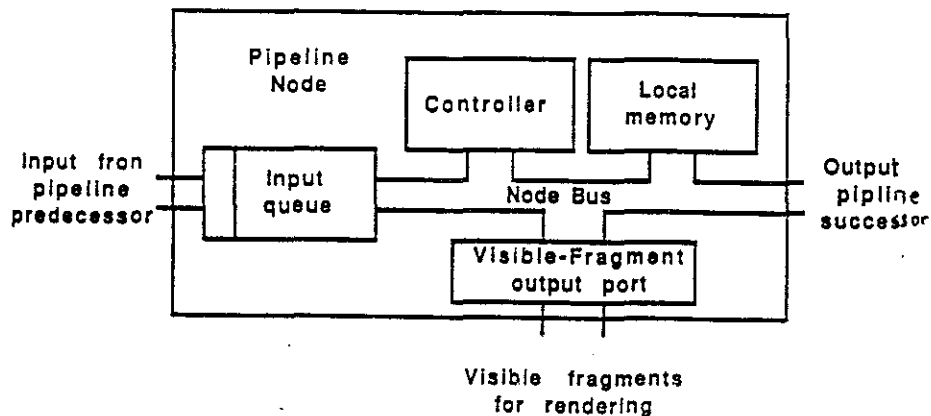 Pipeline
Node
Controller
Local
memory
Input fron
pipeline
predecessor
Input
queue
Node Bus
Output
pipline
successor
Visible-Fragment
output port
Visible fragments
for rendering